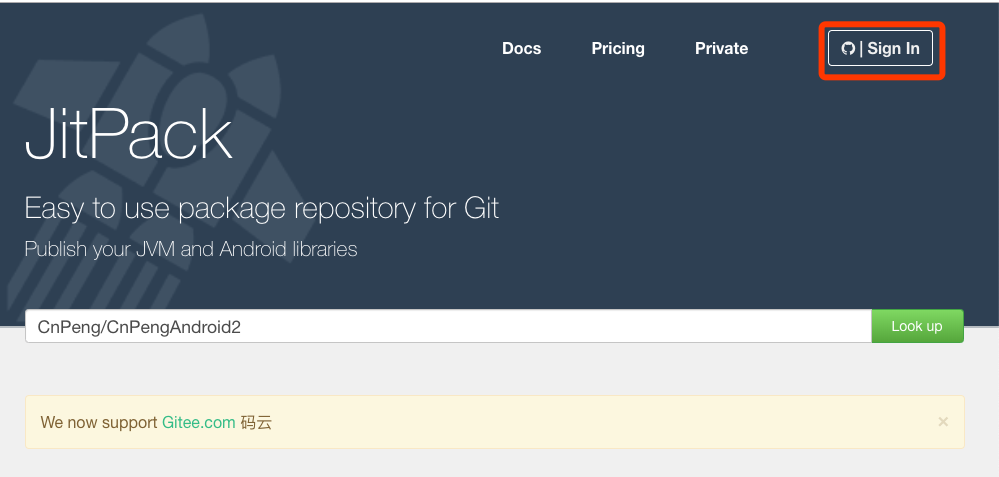 Docs Pricing Private | Sign In
JitPack
Easy to use package repository for Git
Publish your JVM and Android libraries
CnPeng/CnPengAndroid2 Look up
We now support Gitee.com 码云 ×